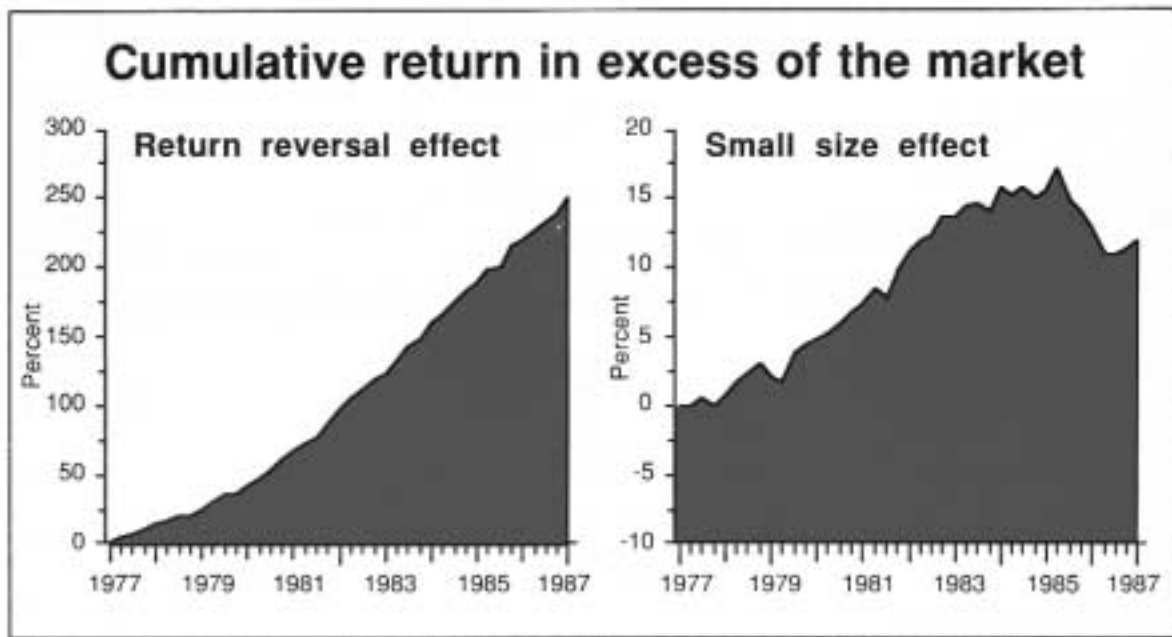 Cumulative return in excess of the market
Return reversal effect
300
250
200
150
100
50
0
Percent
1977 1979 1981 1983 1985 1987
Small size effect
20
15
10
5
0
-5
-10
Percent
1977 1979 1981 1983 1985 1987